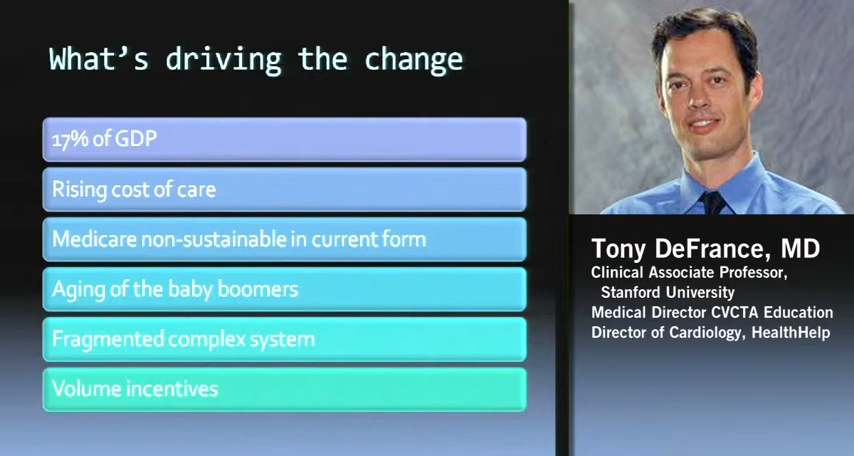 What's driving the change
17% of GDP
Rising cost of care
Medicare non-sustainable in current form
Aging of the baby boomers
Fragmented complex system
Volume incentives
Tony DeFrance, MD
Clinical Associate Professor,
Stanford University
Medical Director CVCTA Education
Director of Cardiology, HealthHelp